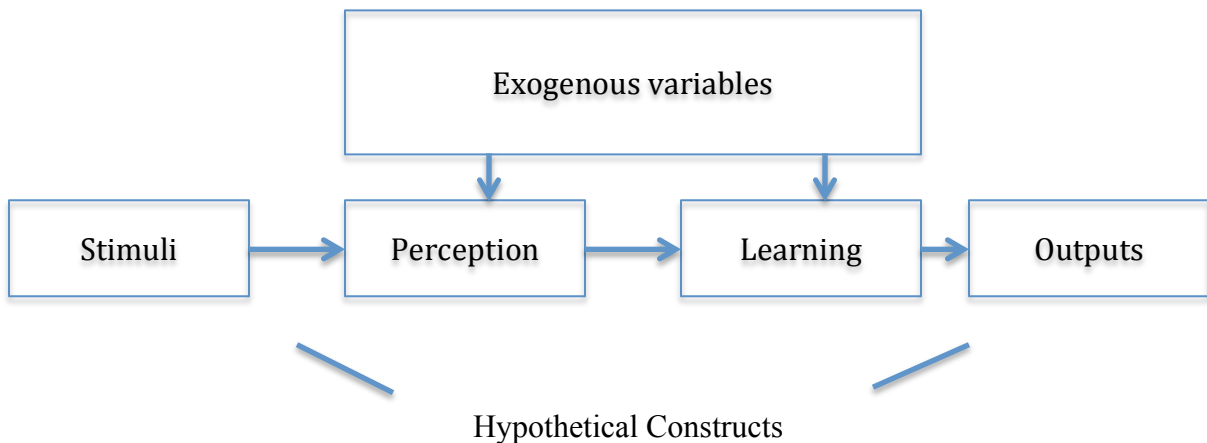 Exogenous variables
Stimuli
Perception
Learning
Outputs
Hypothetical Constructs